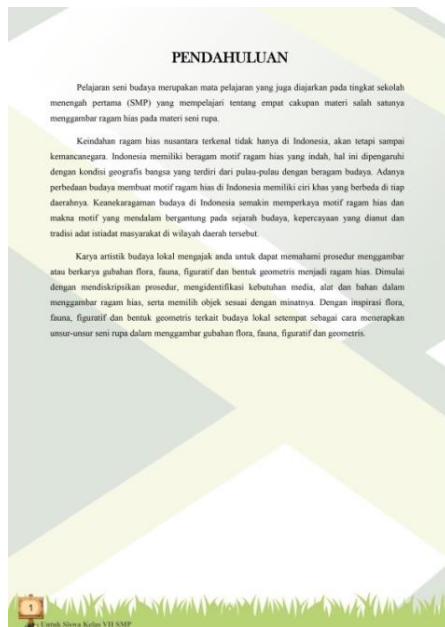 PENDAHULUAN
Pelajaran seni budaya merupakan mata pelajaran yang juga diajarkan pada tingkat sekolah
menengah pertama (SMP) yang mempelajari tentang empat cakupan materi salah satunya
menggambar ragam hias pada materi seni rupa.
Keindahan ragam hias nusantara terkenal tidak hanya di Indonesia, akan tetapi sampai
kemancanegara. Indonesia memiliki beragam motif ragam hias yang indah, hal ini dipengaruhi
dengan kondisi geografis bangsa yang terdiri dari pulau-pulau dengan beragam budaya. Adanya
perbedaan budaya membuat motif ragam hias di Indonesia memiliki ciri khas yang berbeda di tiap
daerahnya. Keanekaragaman budaya di Indonesia semakin memperkaya motif ragam hias dan
makna motif yang mendalam bergantung pada sejarah budaya, kepercayaan yang dianut dan
tradisi adat istiadat masyarakat di wilayah daerah tersebut.
Karya artistik budaya lokal mengajak anda untuk dapat memahami prosedur menggambar
atau berkarya gubahan flora, fauna, figuratif dan bentuk geometris menjadi ragam hias. Dimulai
dengan mendiskripsikan prosedur, mengidentifikasi kebutuhan media, alat dan bahan dalam
menggambar ragam hias, serta memilih objek sesuai dengan minatnya. Dengan inspirasi flora,
fauna, figuratif dan bentuk geometris terkait budaya lokal setempat sebagai cara menerapkan
unsur-unsur seni rupa dalam menggambar gubahan flora, fauna, figuratif dan geometris.
1
Untuk Siswa Kelas VII SMP